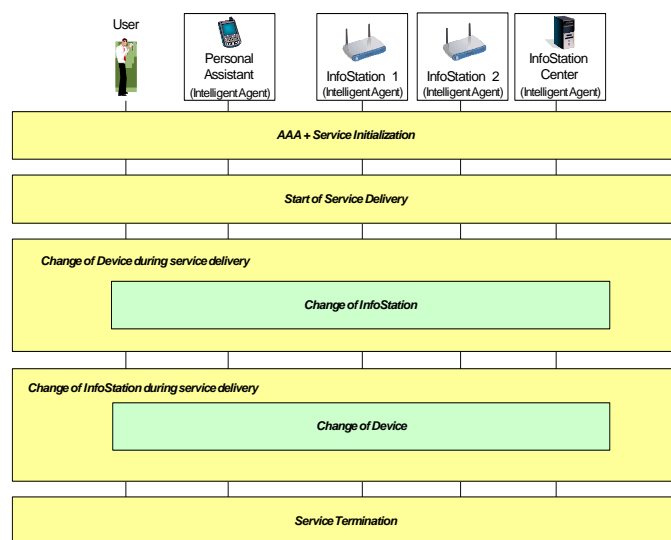 User
Personal
Assistant
(Intelligent Agent)
InfoStation 1
(Intelligent Agent)
InfoStation 2
(Intelligent Agent)
InfoStation
Center
(Intelligent Agent)
AAA + Service Initialization
Start of Service Delivery
Change of Device during service delivery
Change of InfoStation
Change of InfoStation during service delivery
Change of Device
Service Termination